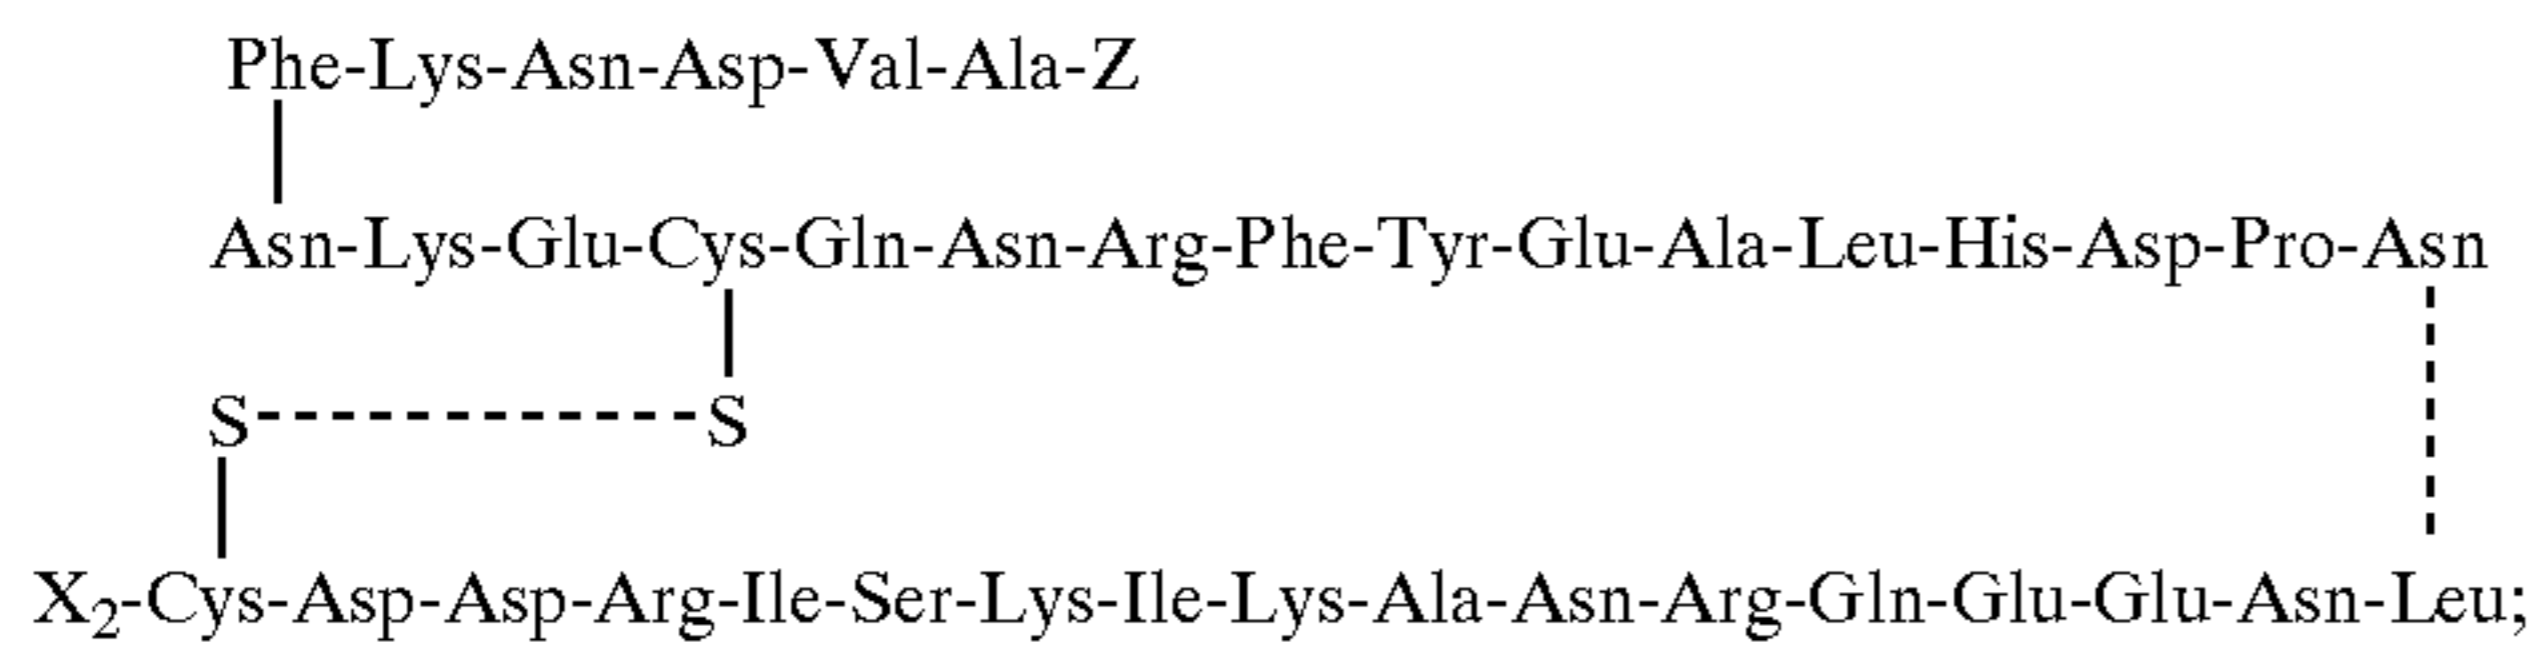 Phe-Lys-Asn-Asp-Val-Ala-Z
Asn-Lys-Glu-Cys-Gln-Asn-Arg-Phe-Tyr-Glu-Ala-Leu-His-Asp-Pro-Asn
S S
X₂-Cys-Asp-Asp-Arg-Ile-Ser-Lys-Ile-Lys-Ala-Asn-Arg-Gln-Glu-Glu-Asn-Leu;